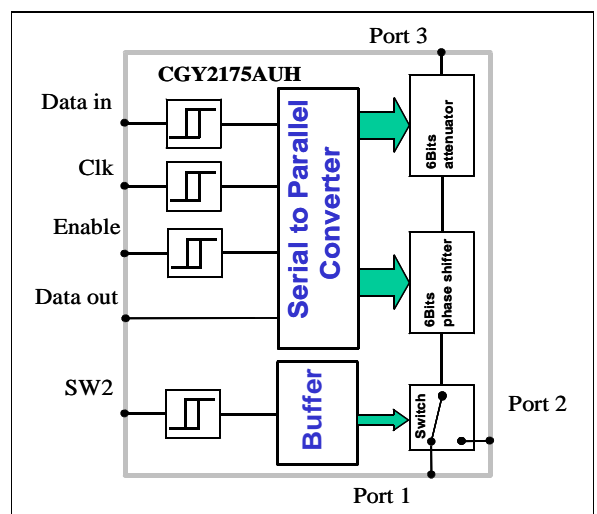 Port 3
CGY2175AUH
Data in
Clk
Enable
Data out
Serial to Parallel
Converter
6Bits
attenuator
6Bits
phase shifter
SW2
Buffer
Switch
Port 2
Port 1